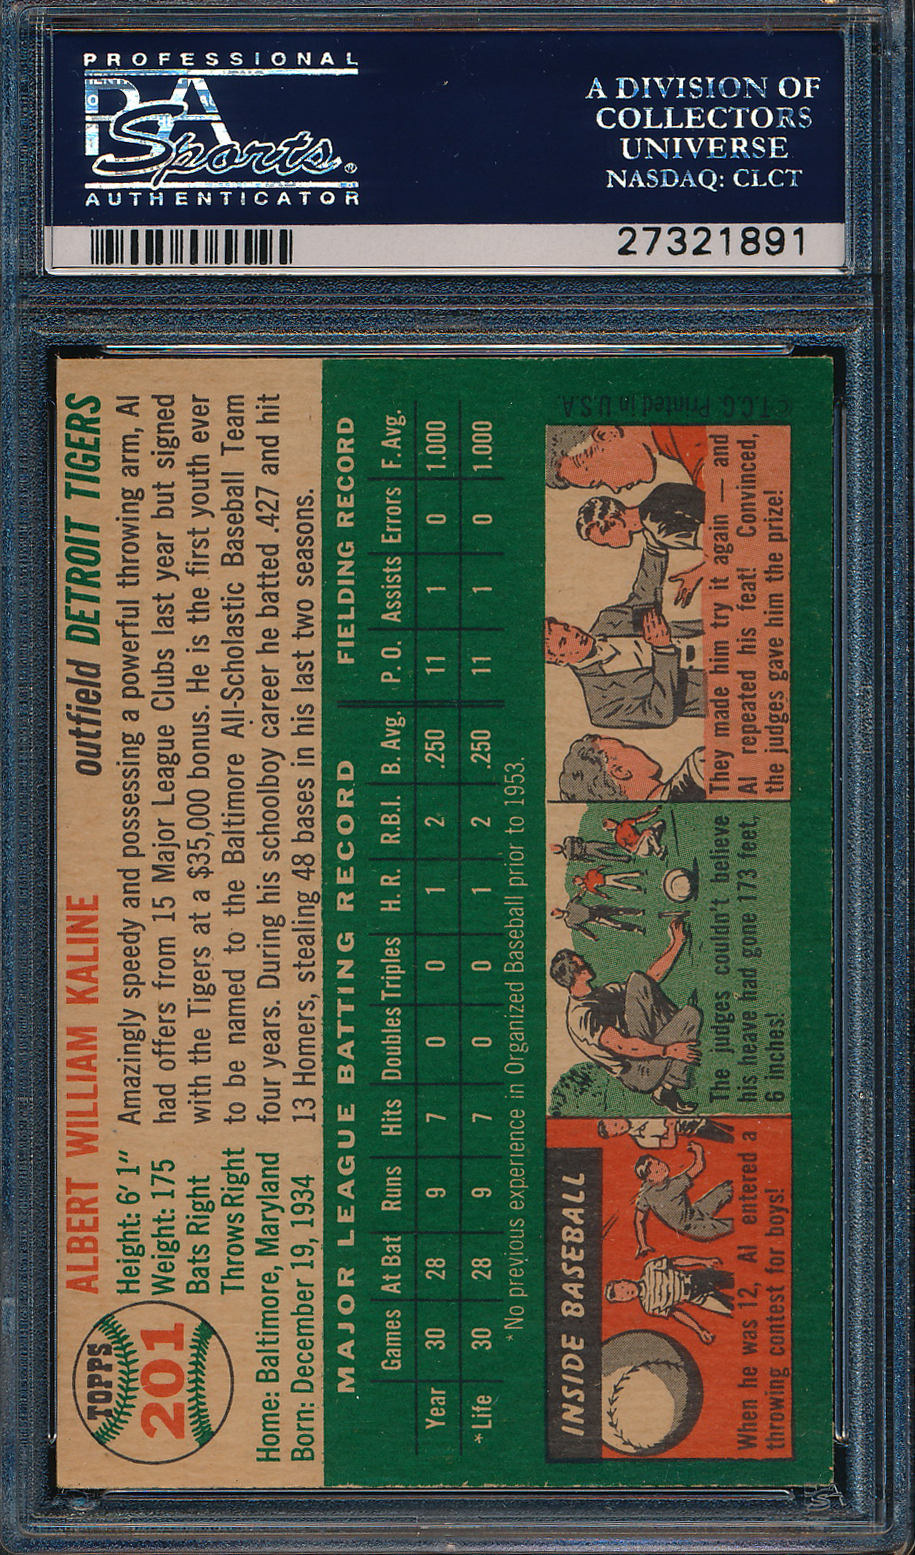 PROFESSIONAL
PSA
Sports®
AUTHENTICATOR
A DIVISION OF
COLLECTORS
UNIVERSE
NASDAQ: CLCT
27321891
TOPPS
201
ALBERT WILLIAM KALINE
outfield DETROIT TIGERS
Height: 6' 1"
Weight: 175
Bats Right
Throws Right
Home: Baltimore, Maryland
Born: December 19, 1934
Amazingly speedy and possessing a powerful throwing arm, Al
had offers from 15 Major League Clubs last year but signed
with the Tigers at a $35,000 bonus. He is the first youth ever
to be named to the Baltimore All-Scholastic Baseball Team
four years. During his schoolboy career he batted .427 and hit
13 Homers, stealing 48 bases in his last two seasons.
MAJOR LEAGUE BATTING RECORD FIELDING RECORD
Games At Bat Runs Hits Doubles Triples H. R. R.B.I. B. Avg. P. O. Assists Errors F. Avg.
Year 30 28 9 7 0 0 1 2 .250 11 1 0 1.000
*Life 30 28 9 7 0 0 1 2 .250 11 1 0 1.000
*No previous experience in Organized Baseball prior to 1953.
INSIDE BASEBALL
When he was 12, Al entered a
throwing contest for boys!
The judges couldn't believe
his heave had gone 173 feet,
6 inches!
They made him try it again — and
Al repeated his feat! Convinced,
the judges gave him the prize!
©T.C.G. Printed in U.S.A.